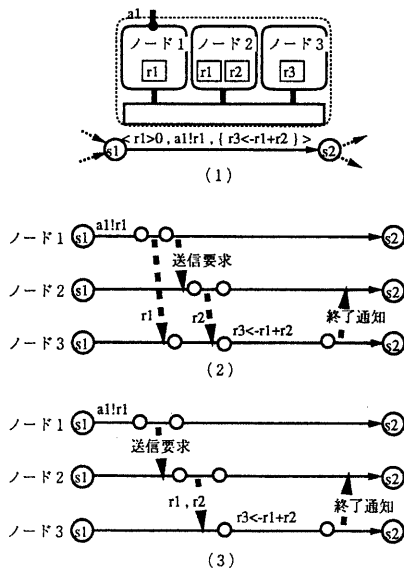 a1
ノード1 ノード2 ノード3
r1 r1 r2 r3
< r1>0 , a1!r1 , { r3<-r1+r2 } >
s1 s2
(1)
a1!r1
ノード1 s1 s2
送信要求
ノード2 s1 s2
r1 r2 終了通知
r3<-r1+r2
ノード3 s1 s2
(2)
a1!r1
ノード1 s1 s2
送信要求
ノード2 s1 s2
r1 , r2 終了通知
r3<-r1+r2
ノード3 s1 s2
(3)